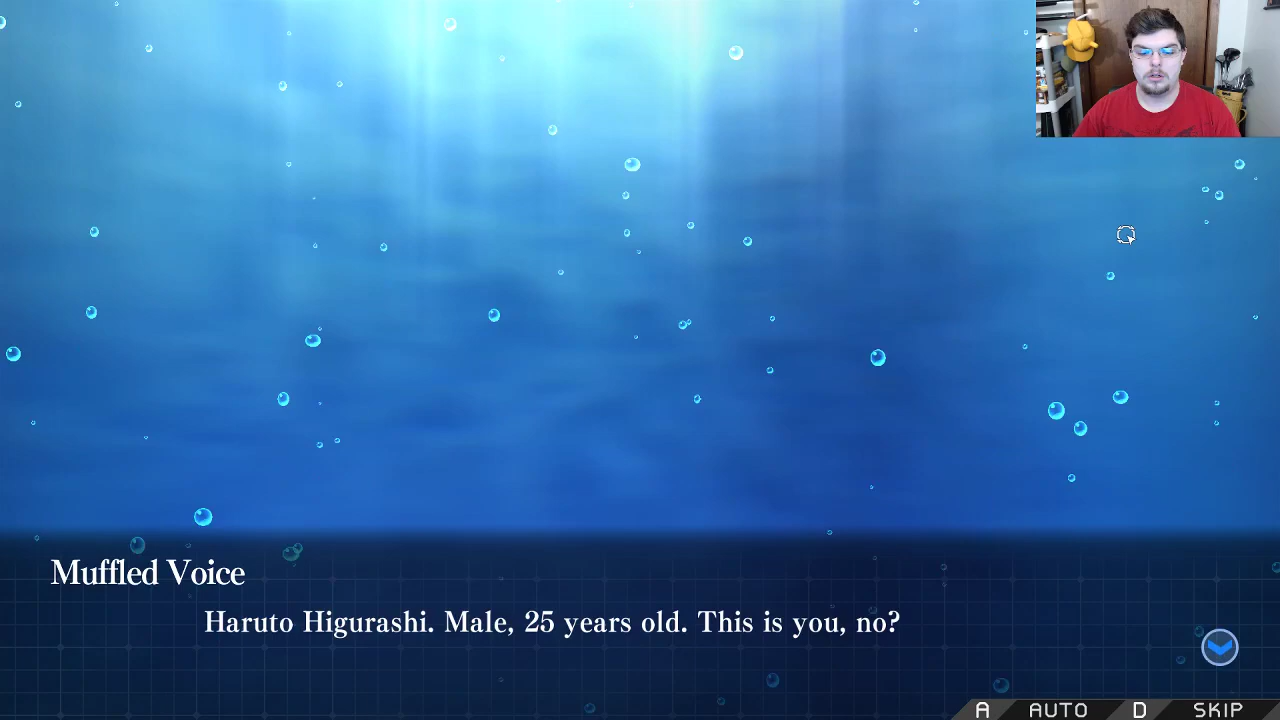 Muffled Voice
Haruto Higurashi. Male, 25 years old. This is you, no?
A AUTO D SKIP